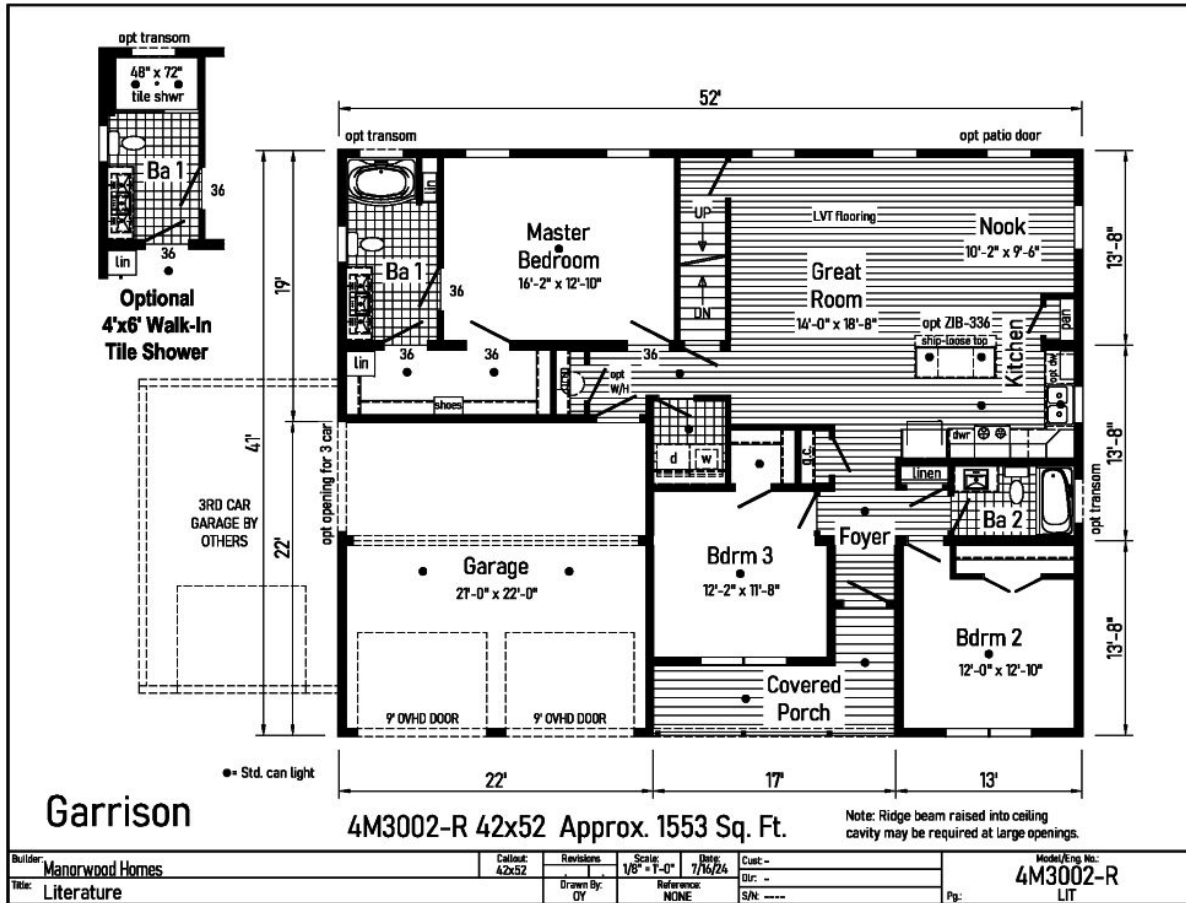 opt transom
48" x 72"
tile shwr
Ba 1
36
36
lin
Optional
4'x6' Walk-In
Tile Shower
52'
opt transom
opt patio door
lin
Master
Bedroom
16'-2" x 12'-10"
Ba 1
36
36
36
36
lin
shoes
UP
DN
LVT flooring
Nook
10'-2" x 9'-6"
Great
Room
14'-0" x 18'-8"
opt ZIB-336
ship-loose top
Kitchen
pan
opt dw
dwr
opt
W/H
d
w
g.c.
linen
Ba 2
opt transom
Foyer
Bdrm 3
12'-2" x 11'-8"
Bdrm 2
12'-0" x 12'-10"
Covered
Porch
Garage
21'-0" x 22'-0"
9' OVHD DOOR
9' OVHD DOOR
opt opening for 3 car
3RD CAR
GARAGE BY
OTHERS
41'
19'
22'
13'-8"
13'-8"
13'-8"
22'
17'
13'
●= Std. can light
Garrison
4M3002-R 42x52 Approx. 1553 Sq. Ft.
Note: Ridge beam raised into ceiling
cavity may be required at large openings.
Builder: Manorwood Homes
Callout: 42x52
Revisions
Scale: 1/8" = 1'-0"
Date: 7/16/24
Cust: -
Dlr: -
S/N: ----
Model/Eng. No.: 4M3002-R
Title: Literature
Drawn By: OY
Reference: NONE
Pg.: LIT